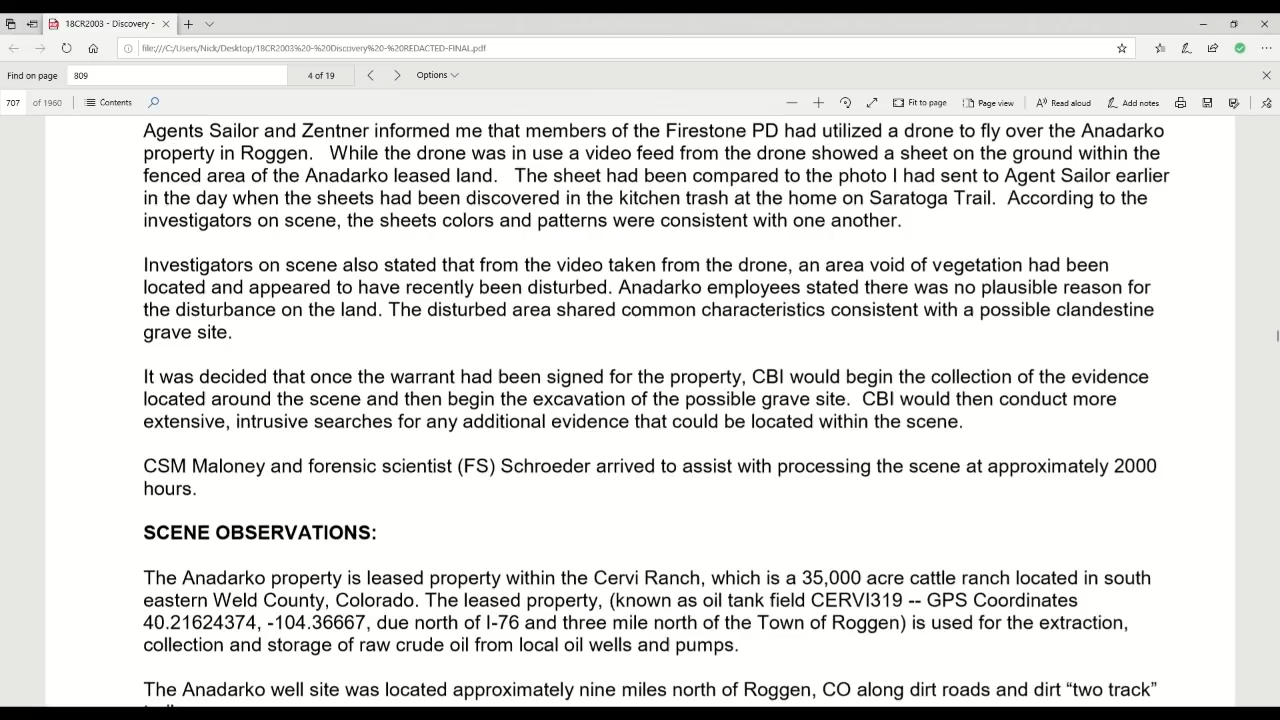 18CR2003 - Discovery -
file:///C:/Users/Nick/Desktop/18CR2003%20-%20Discovery%20-%20REDACTED-FINAL.pdf
Find on page 809 4 of 19 Options
707 of 1960 Contents Fit to page Page view Read aloud Add notes
Agents Sailor and Zentner informed me that members of the Firestone PD had utilized a drone to fly over the Anadarko
property in Roggen. While the drone was in use a video feed from the drone showed a sheet on the ground within the
fenced area of the Anadarko leased land. The sheet had been compared to the photo I had sent to Agent Sailor earlier
in the day when the sheets had been discovered in the kitchen trash at the home on Saratoga Trail. According to the
investigators on scene, the sheets colors and patterns were consistent with one another.
Investigators on scene also stated that from the video taken from the drone, an area void of vegetation had been
located and appeared to have recently been disturbed. Anadarko employees stated there was no plausible reason for
the disturbance on the land. The disturbed area shared common characteristics consistent with a possible clandestine
grave site.
It was decided that once the warrant had been signed for the property, CBI would begin the collection of the evidence
located around the scene and then begin the excavation of the possible grave site. CBI would then conduct more
extensive, intrusive searches for any additional evidence that could be located within the scene.
CSM Maloney and forensic scientist (FS) Schroeder arrived to assist with processing the scene at approximately 2000
hours.
SCENE OBSERVATIONS:
The Anadarko property is leased property within the Cervi Ranch, which is a 35,000 acre cattle ranch located in south
eastern Weld County, Colorado. The leased property, (known as oil tank field CERVI319 -- GPS Coordinates
40.21624374, -104.36667, due north of I-76 and three mile north of the Town of Roggen) is used for the extraction,
collection and storage of raw crude oil from local oil wells and pumps.
The Anadarko well site was located approximately nine miles north of Roggen, CO along dirt roads and dirt “two track”